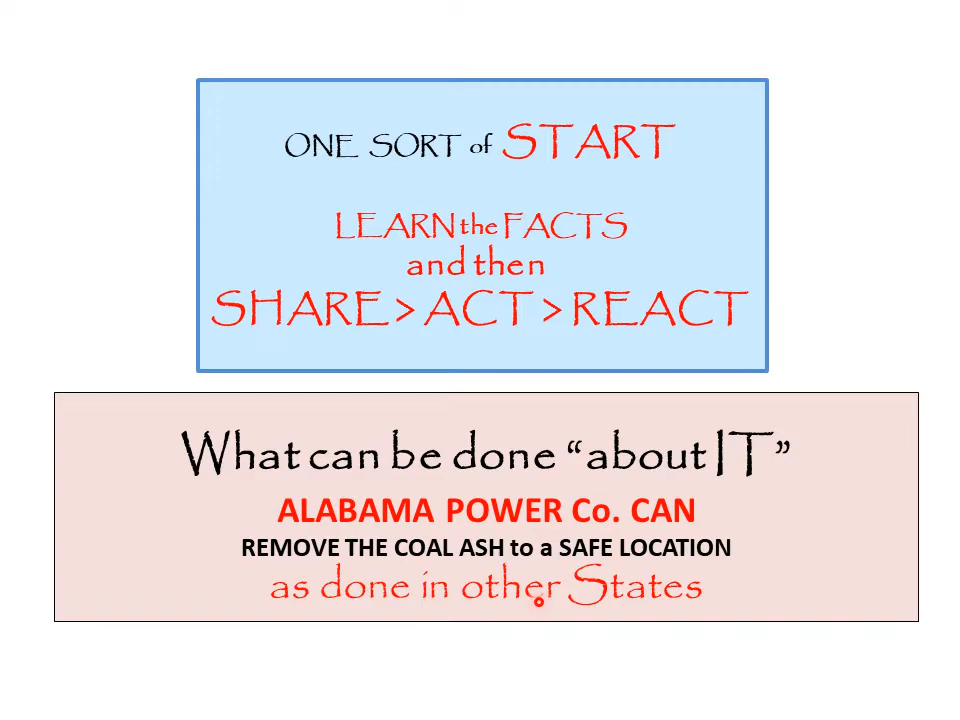 ONE SORT of START
LEARN the FACTS
and then
SHARE > ACT > REACT
What can be done “about IT”
ALABAMA POWER Co. CAN
REMOVE THE COAL ASH to a SAFE LOCATION
as done in other States